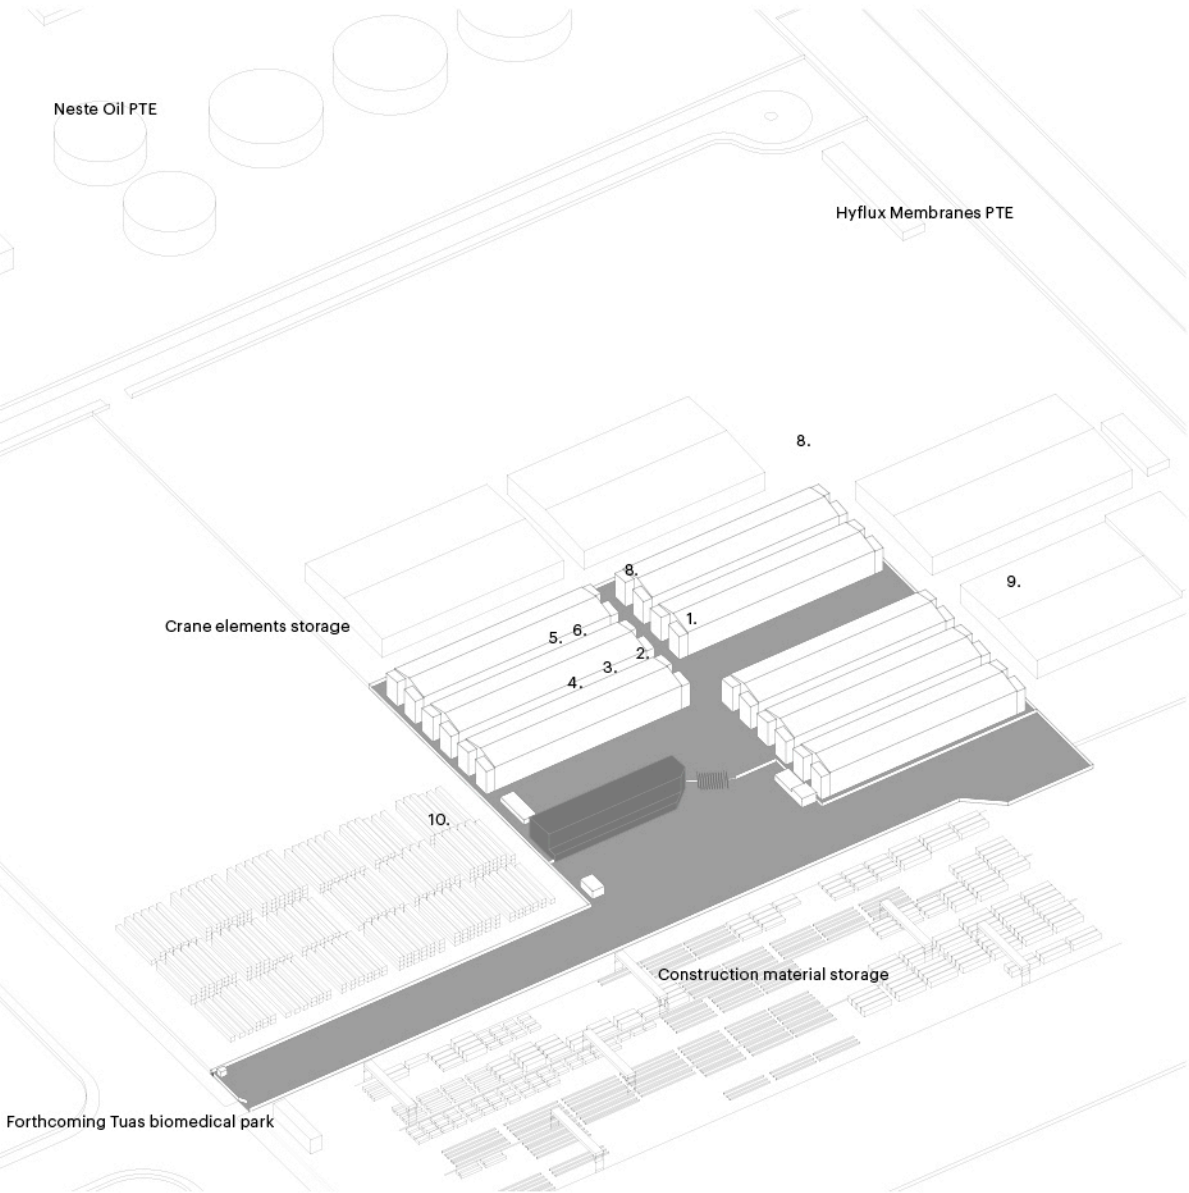 Neste Oil PTE
Hyflux Membranes PTE
8.
8.
9.
1.
Crane elements storage
6.
5.
2.
3.
4.
10.
Construction material storage
Forthcoming Tuas biomedical park